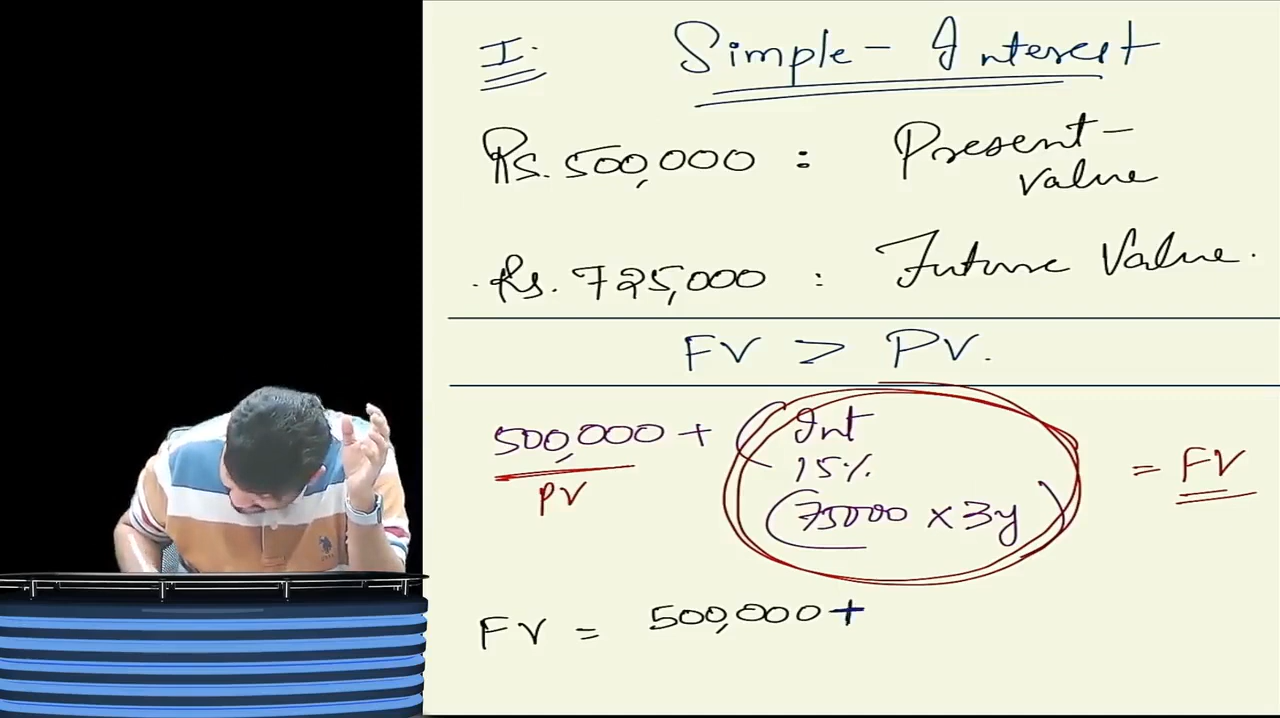 I. Simple-Interest
Rs. 500,000 : Present-
value
Rs. 725,000 : Future Value.
FV > PV.
500,000 + Int
15%
(75000 × 3y) = FV
PV
FV = 500,000 +